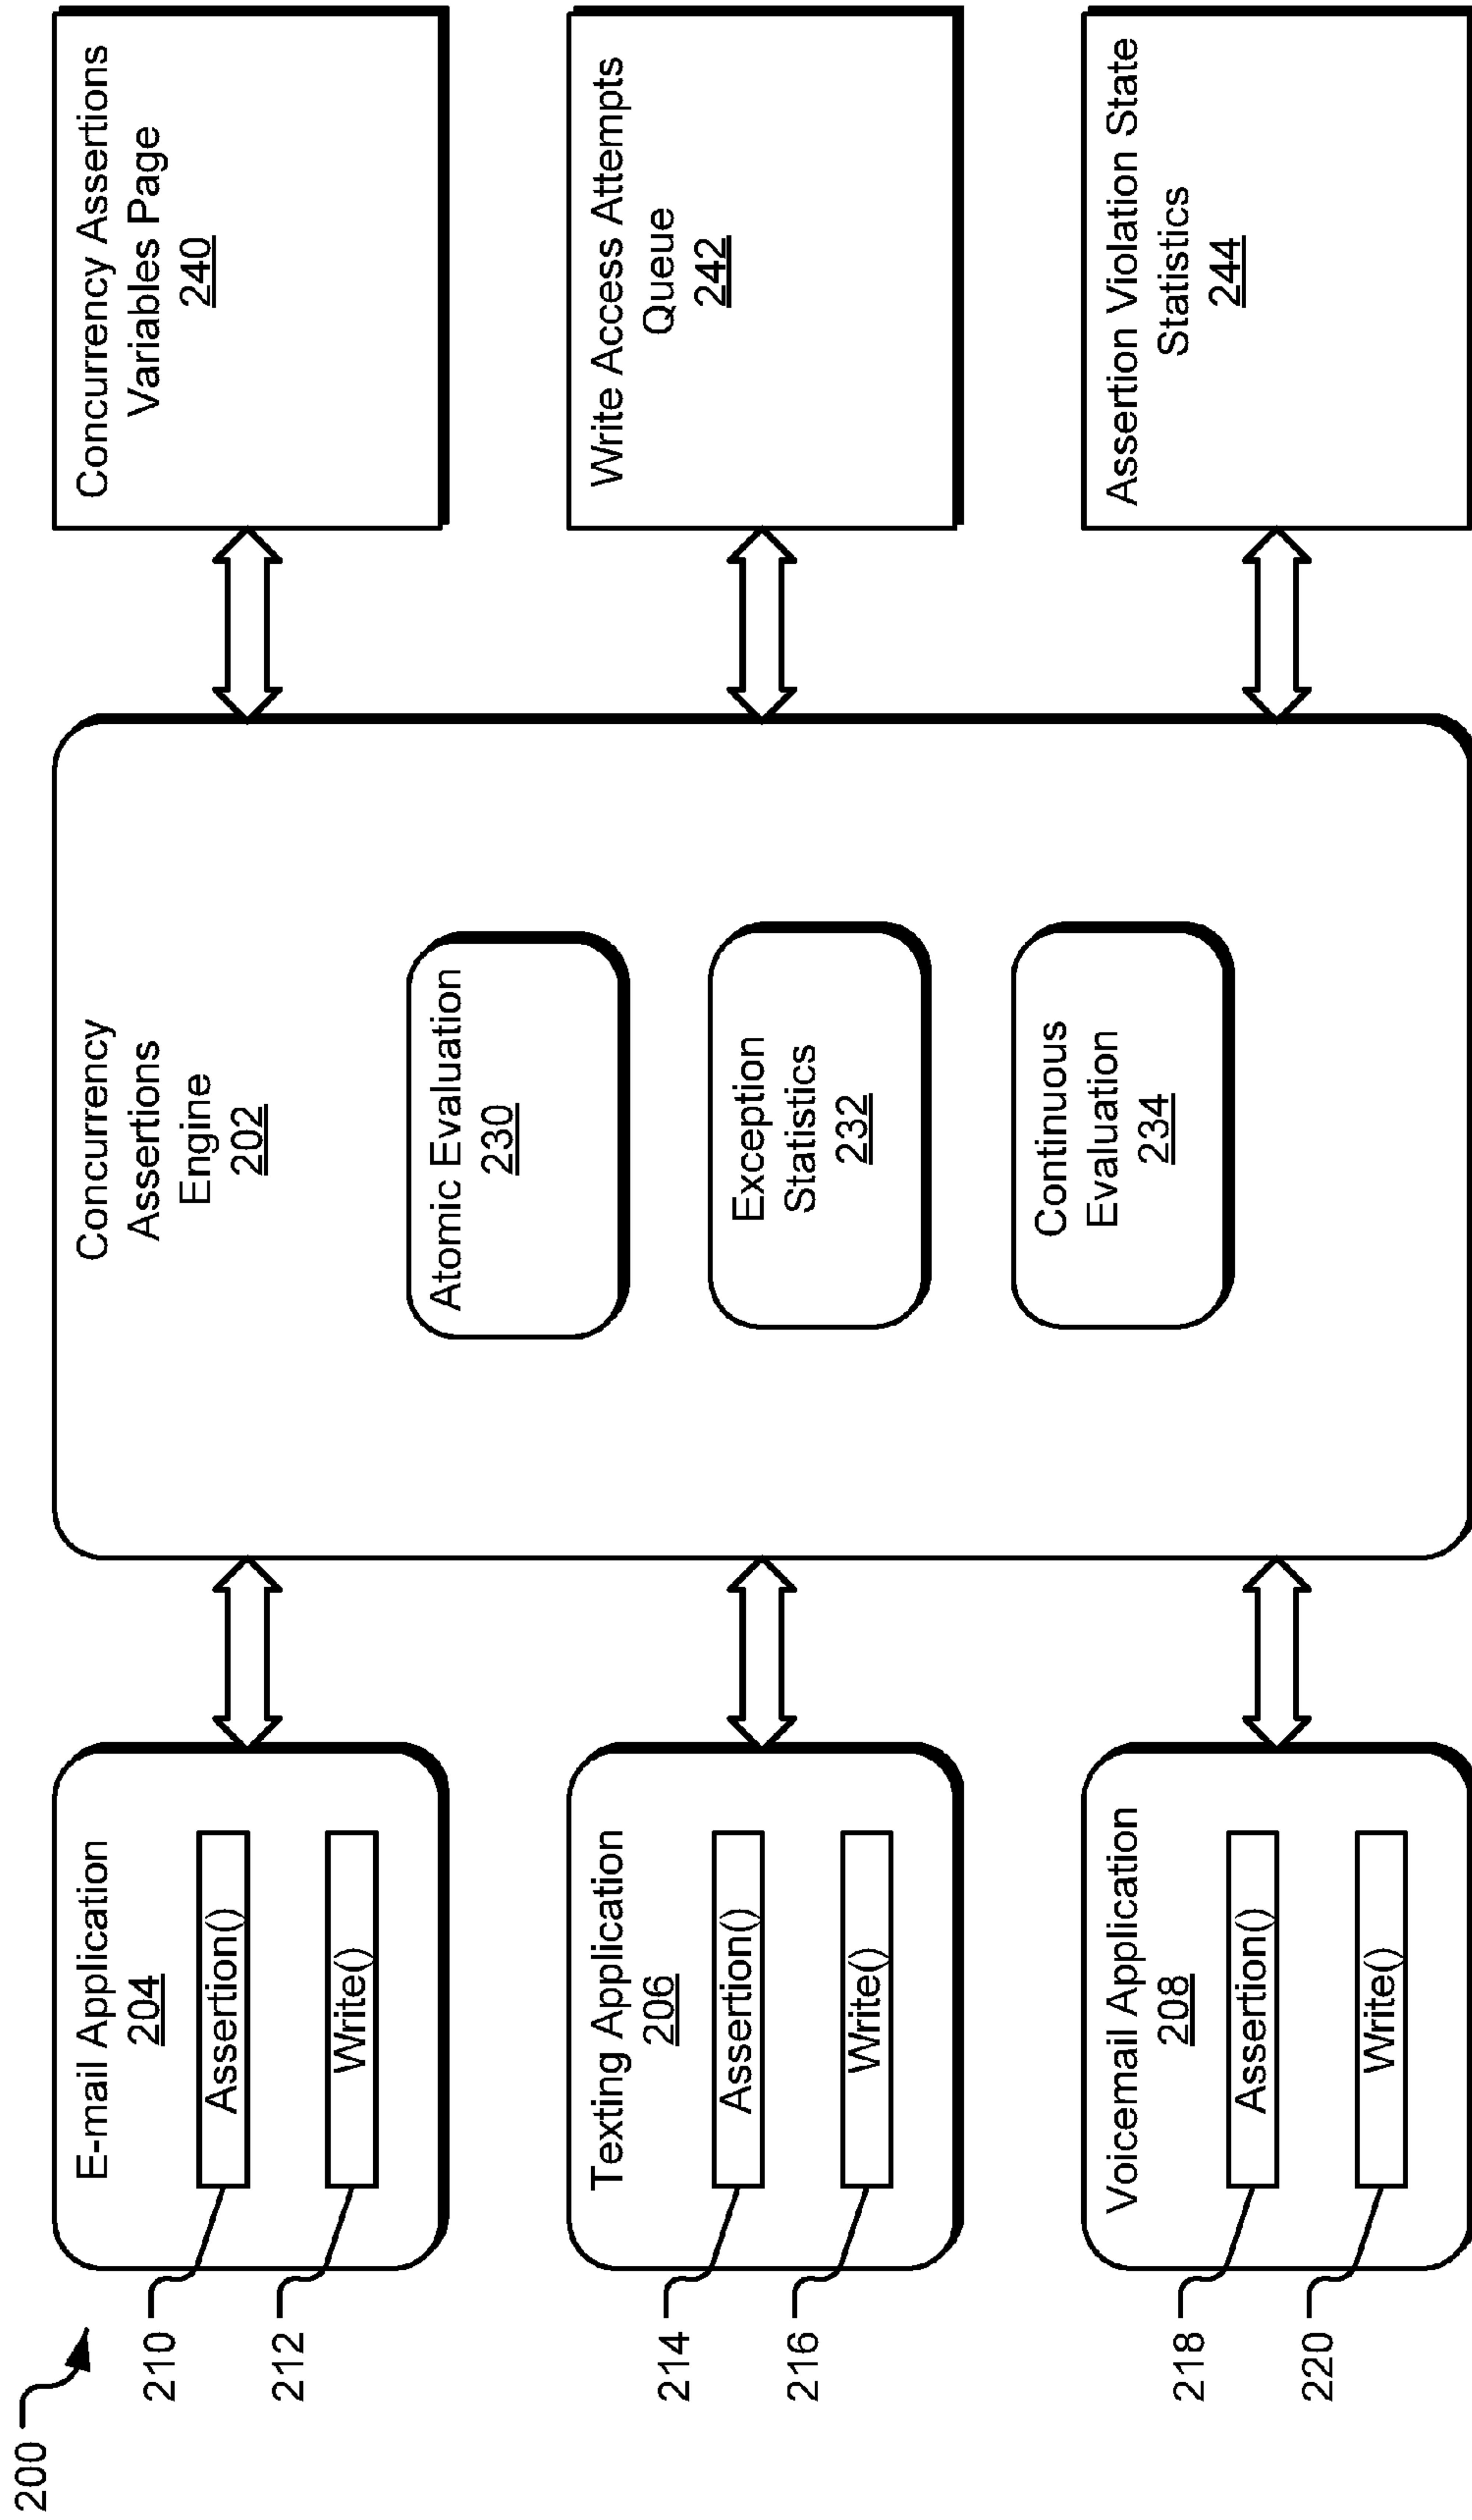 200
E-mail Application
204
210
Assertion()
212
Write()
Texting Application
206
214
Assertion()
216
Write()
Voicemail Application
208
218
Assertion()
220
Write()
Concurrency
Assertions
Engine
202
Atomic Evaluation
230
Exception
Statistics
232
Continuous
Evaluation
234
Concurrency Assertions
Variables Page
240
Write Access Attempts
Queue
242
Assertion Violation State
Statistics
244